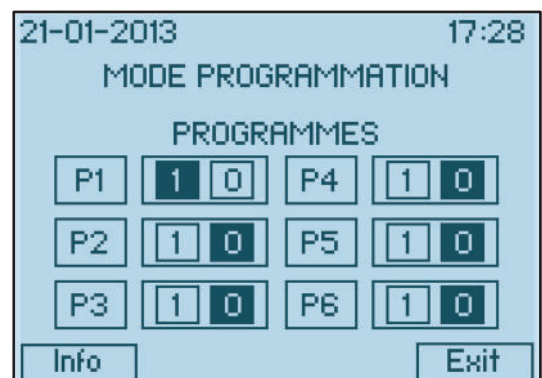 21-01-2013 17:28
MODE PROGRAMMATION
PROGRAMMES
P1 1 0 P4 1 0
P2 1 0 P5 1 0
P3 1 0 P6 1 0
Info Exit